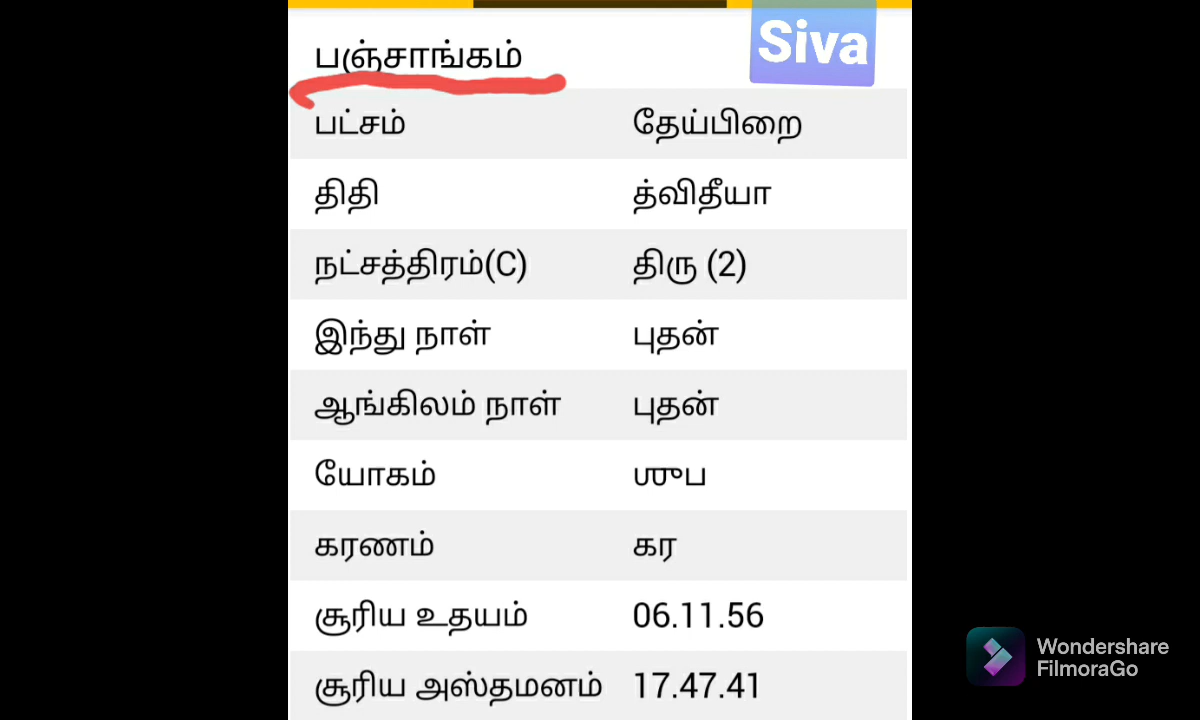 பஞ்சாங்கம்
Siva
பட்சம் தேய்பிறை
திதி த்விதீயா
நட்சத்திரம்(C) திரு (2)
இந்து நாள் புதன்
ஆங்கிலம் நாள் புதன்
யோகம் ஶுப
கரணம் கர
சூரிய உதயம் 06.11.56
சூரிய அஸ்தமனம் 17.47.41
Wondershare
FilmoraGo